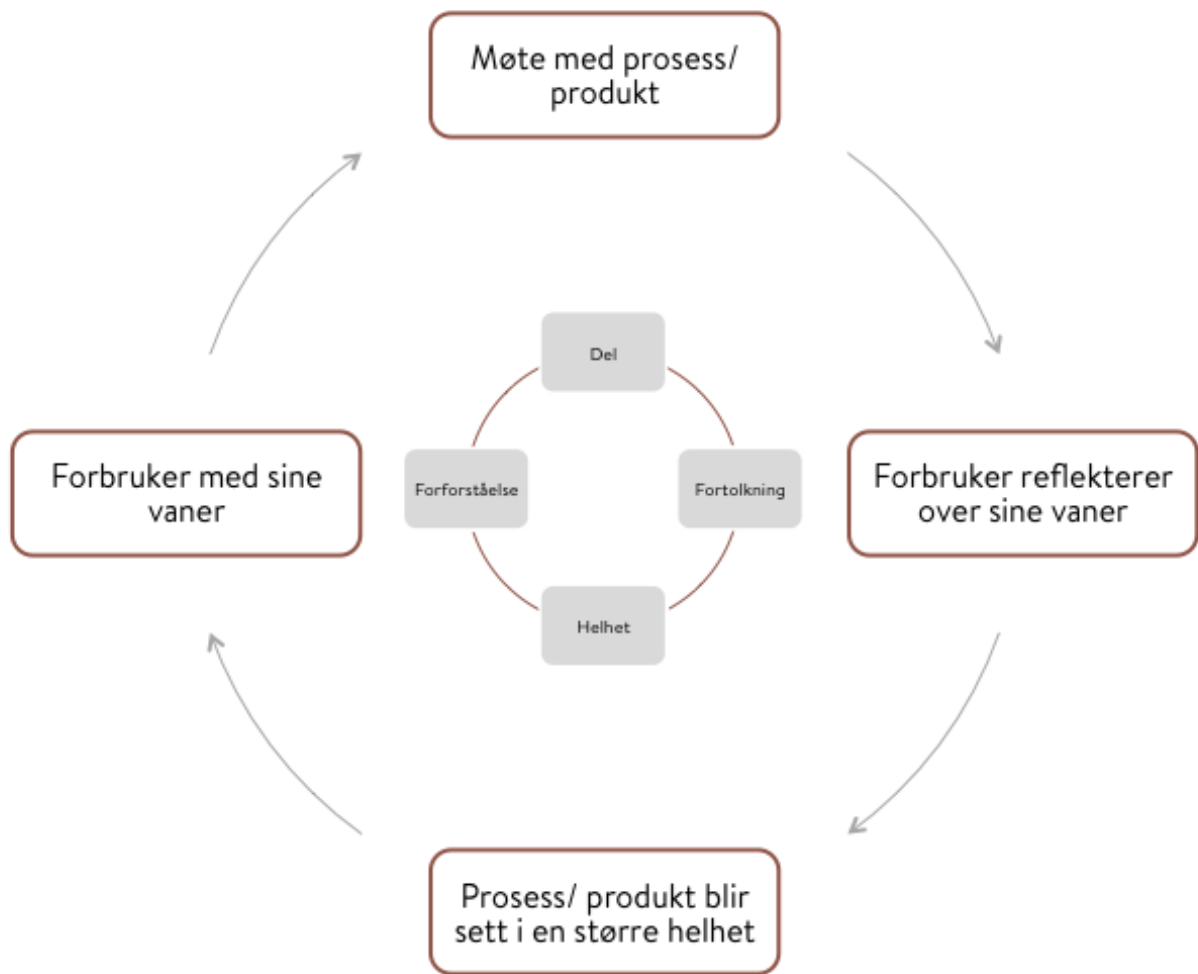 Møte med prosess/
produkt
Del
Forbruker med sine
vaner
Forforståelse
Fortolkning
Forbruker reflekterer
over sine vaner
Helhet
Prosess/ produkt blir
sett i en større helhet